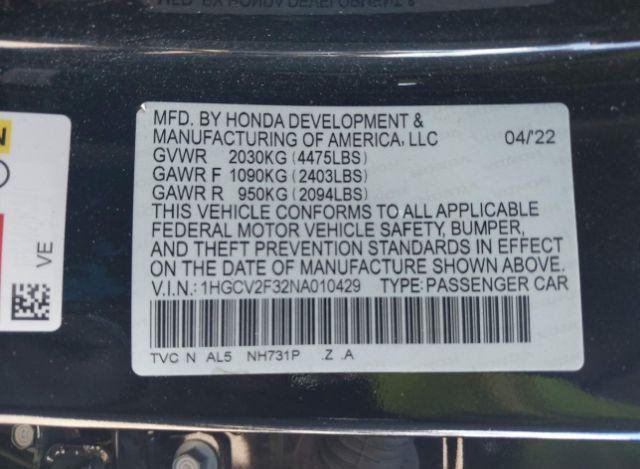 MFD. BY HONDA DEVELOPMENT &
MANUFACTURING OF AMERICA, LLC 04/22
GVWR 2030KG (4475LBS)
GAWR F 1090KG (2403LBS)
GAWR R 950KG (2094LBS)
THIS VEHICLE CONFORMS TO ALL APPLICABLE
FEDERAL MOTOR VEHICLE SAFETY, BUMPER,
AND THEFT PREVENTION STANDARDS IN EFFECT
ON THE DATE OF MANUFACTURE SHOWN ABOVE.
V.I.N.: 1HGCV2F32NA010429 TYPE: PASSENGER CAR
TVC N AL5 NH731P .Z .A
N
VE